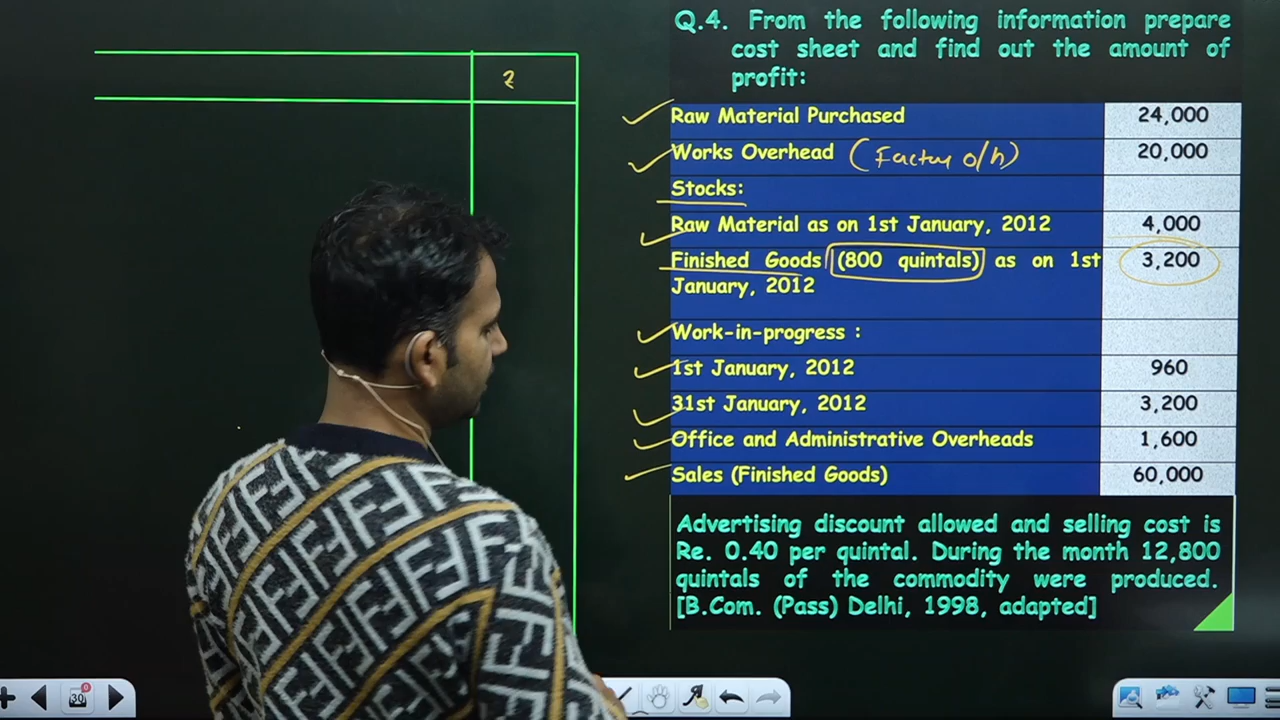 ₹
Q.4. From the following information prepare
cost sheet and find out the amount of
profit:
Raw Material Purchased 24,000
Works Overhead (Factory o/h) 20,000
Stocks:
Raw Material as on 1st January, 2012 4,000
Finished Goods (800 quintals) as on 1st 3,200
January, 2012
Work-in-progress :
1st January, 2012 960
31st January, 2012 3,200
Office and Administrative Overheads 1,600
Sales (Finished Goods) 60,000
Advertising discount allowed and selling cost is
Re. 0.40 per quintal. During the month 12,800
quintals of the commodity were produced.
[B.Com. (Pass) Delhi, 1998, adapted]
30